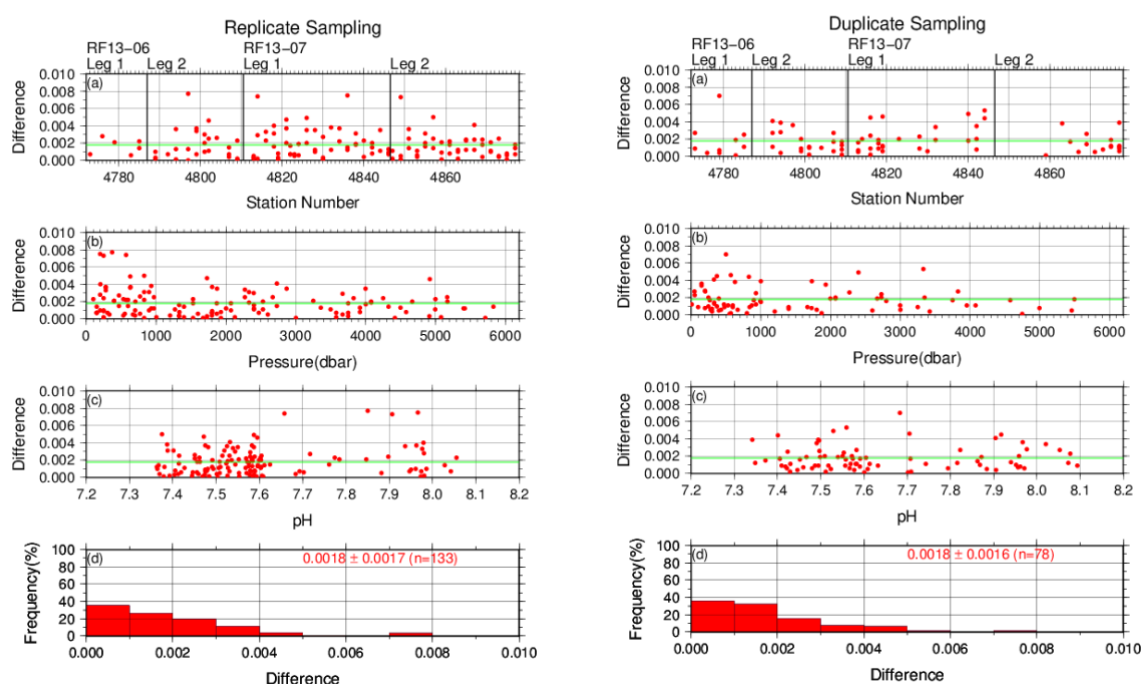 Replicate Sampling
RF13-06 RF13-07
Leg 1 Leg 2 Leg 1 Leg 2
(a)
Difference
0.010
0.008
0.006
0.004
0.002
0.000
4780 4800 4820 4840 4860
Station Number
(b)
Difference
0.010
0.008
0.006
0.004
0.002
0.000
0 1000 2000 3000 4000 5000 6000
Pressure(dbar)
(c)
Difference
0.010
0.008
0.006
0.004
0.002
0.000
7.2 7.3 7.4 7.5 7.6 7.7 7.8 7.9 8.0 8.1 8.2
pH
(d)
0.0018 ± 0.0017 (n=133)
Frequency(%)
100
80
60
40
20
0
0.000 0.002 0.004 0.006 0.008 0.010
Difference
Duplicate Sampling
RF13-06 RF13-07
Leg 1 Leg 2 Leg 1 Leg 2
(a)
Difference
0.010
0.008
0.006
0.004
0.002
0.000
4780 4800 4820 4840 4860
Station Number
(b)
Difference
0.010
0.008
0.006
0.004
0.002
0.000
0 1000 2000 3000 4000 5000 6000
Pressure(dbar)
(c)
Difference
0.010
0.008
0.006
0.004
0.002
0.000
7.2 7.3 7.4 7.5 7.6 7.7 7.8 7.9 8.0 8.1 8.2
pH
(d)
0.0018 ± 0.0016 (n=78)
Frequency(%)
100
80
60
40
20
0
0.000 0.002 0.004 0.006 0.008 0.010
Difference